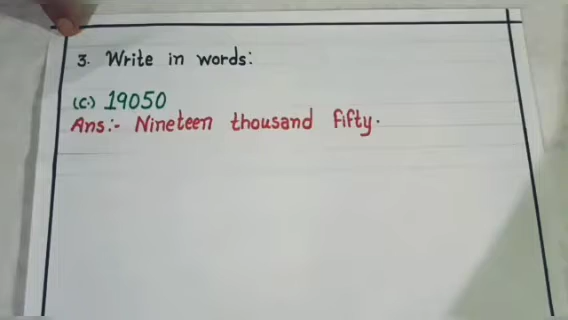 3. Write in words:
(c.) 19050
Ans:- Nineteen thousand fifty.